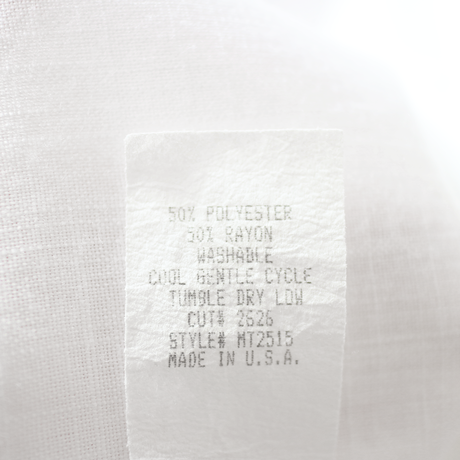 50% POLYESTER
50% RAYON
WASHABLE
COOL GENTLE CYCLE
TUMBLE DRY LOW
CUT# 2626
STYLE# MT2515
MADE IN U.S.A.